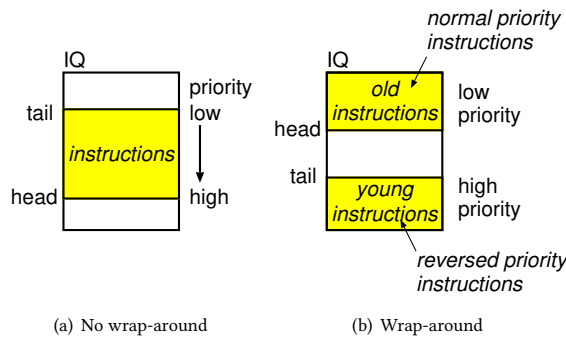 IQ
priority
tail
low
instructions
head
high
(a) No wrap-around
normal priority
instructions
IQ
old
instructions
low
priority
head
tail
young
instructions
high
priority
reversed priority
instructions
(b) Wrap-around